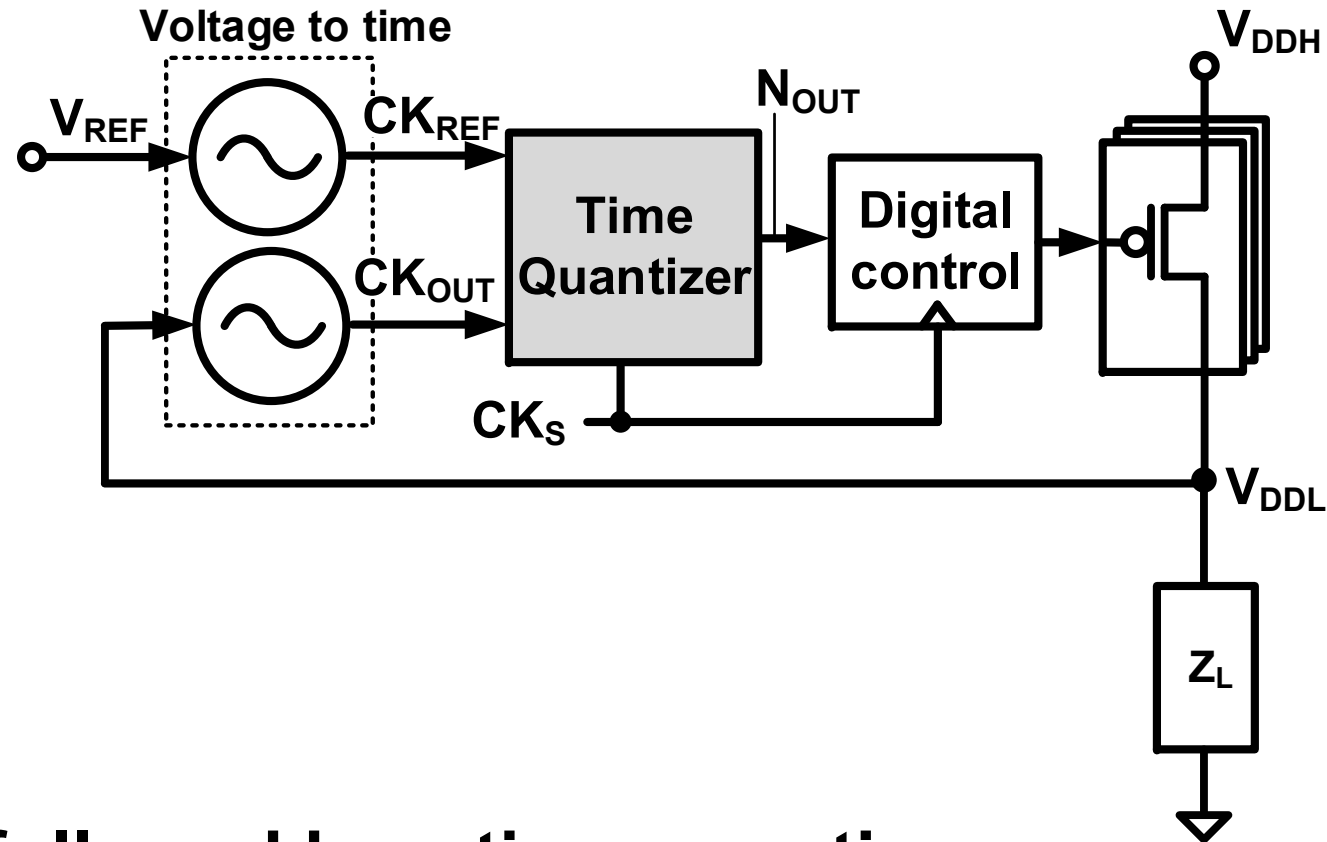 Voltage to time
V_DDH
V_REF
CK_REF
N_OUT
Time
Quantizer
Digital
control
CK_OUT
CK_S
V_DDL
Z_L